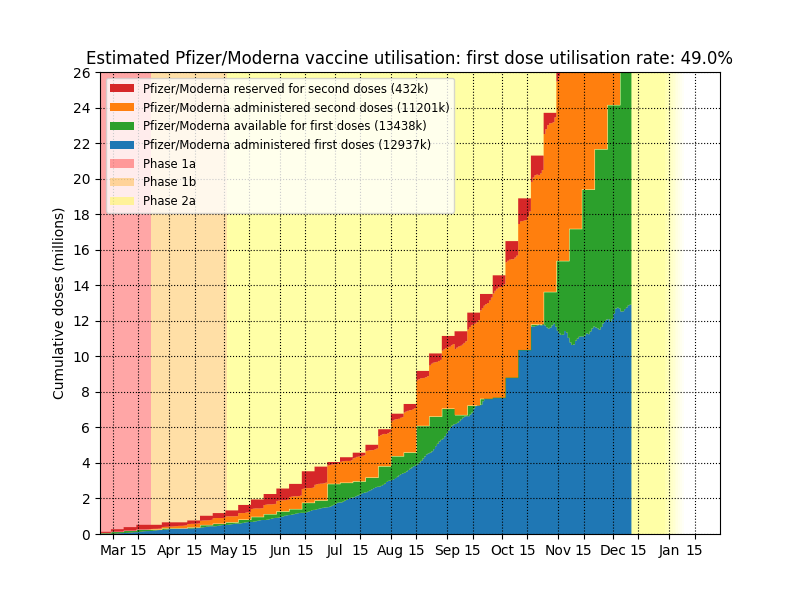 Estimated Pfizer/Moderna vaccine utilisation: first dose utilisation rate: 49.0%
Cumulative doses (millions)
26
24
22
20
18
16
14
12
10
8
6
4
2
0
Pfizer/Moderna reserved for second doses (432k)
Pfizer/Moderna administered second doses (11201k)
Pfizer/Moderna available for first doses (13438k)
Pfizer/Moderna administered first doses (12937k)
Phase 1a
Phase 1b
Phase 2a
Mar 15 Apr 15 May 15 Jun 15 Jul 15 Aug 15 Sep 15 Oct 15 Nov 15 Dec 15 Jan 15